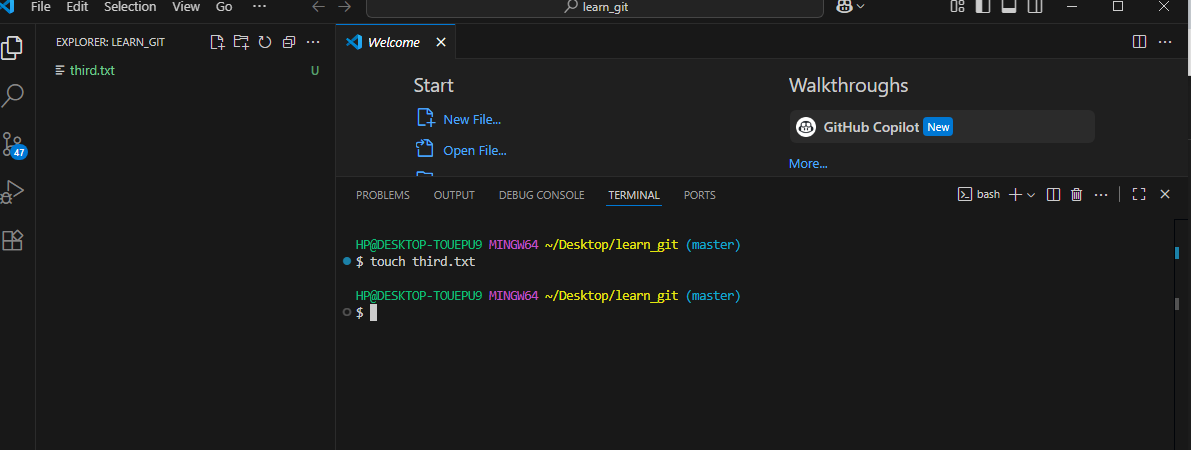 File Edit Selection View Go ··· learn_git
EXPLORER: LEARN_GIT ···
third.txt U
47
Welcome
Start
New File...
Open File...
Walkthroughs
GitHub Copilot New
More...
PROBLEMS OUTPUT DEBUG CONSOLE TERMINAL PORTS bash
HP@DESKTOP-TOUEPU9 MINGW64 ~/Desktop/learn_git (master)
$ touch third.txt
HP@DESKTOP-TOUEPU9 MINGW64 ~/Desktop/learn_git (master)
$